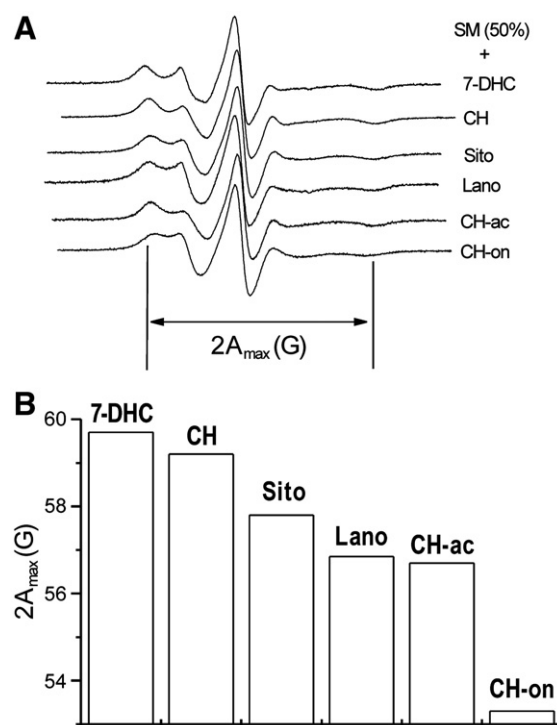 A
SM (50%)
+
7-DHC
CH
Sito
Lano
CH-ac
CH-on
2Amax (G)
B
60
58
56
54
2Amax (G)
7-DHC
CH
Sito
Lano
CH-ac
CH-on